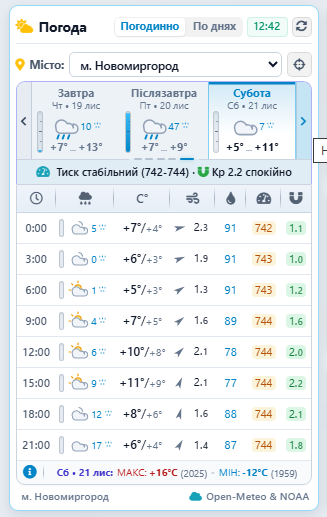 Погода Погодинно По днях 12:42
Місто: м. Новомиргород
Завтра Післязавтра Субота
Чт • 19 лис Пт • 20 лис Сб • 21 лис
10 47 7
+7° .. +13° +7° .. +9° +5° .. +11°
Тиск стабільний (742-744) · Kp 2.2 спокійно
C°
0:00 5 +7°/+4° 2.3 91 742 1.1
3:00 0 +6°/+3° 1.9 91 743 1.0
6:00 1 +5°/+3° 1.3 91 743 1.2
9:00 4 +7°/+5° 1.6 89 744 1.6
12:00 6 +10°/+8° 2.1 78 744 2.0
15:00 9 +11°/+9° 2.1 77 744 2.2
18:00 12 +8°/+6° 1.6 88 744 2.1
21:00 17 +6°/+4° 1.4 87 744 1.8
Сб • 21 лис: МАКС: +16°C (2025) · МІН: -12°C (1959)
м. Новомиргород Open-Meteo & NOAA